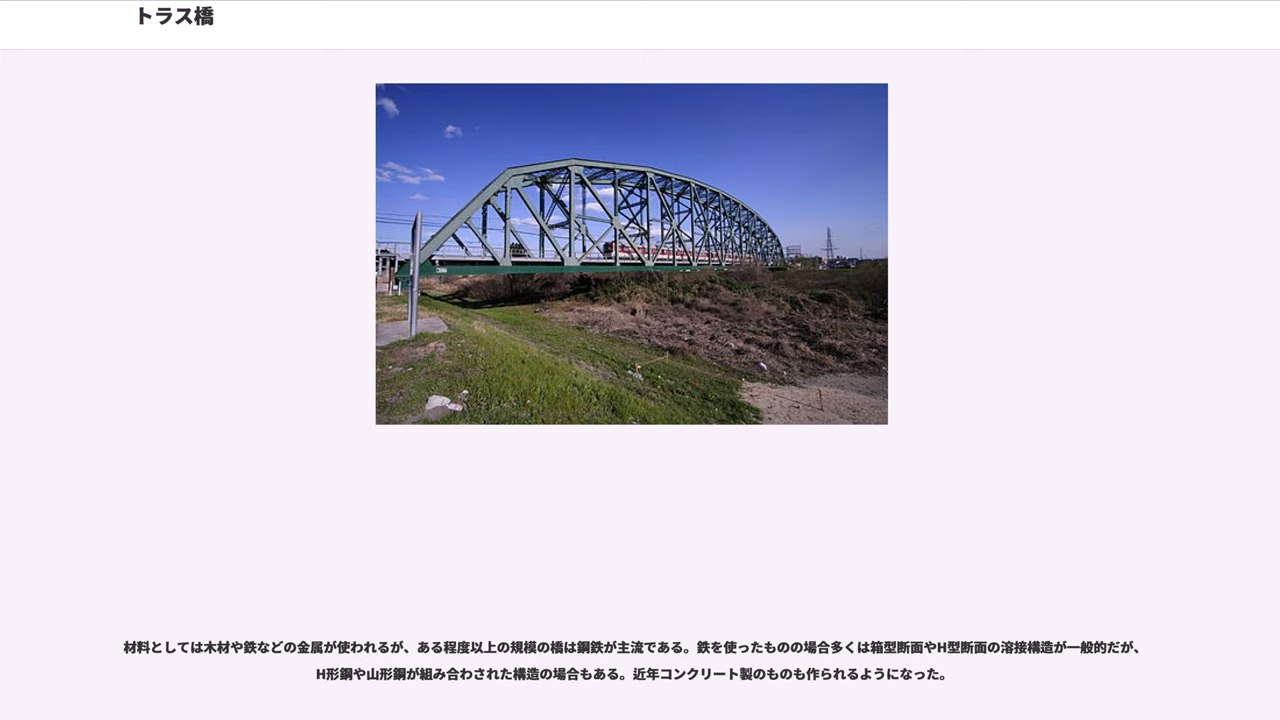 トラス橋
材料としては木材や鉄などの金属が使われるが、ある程度以上の規模の橋は鋼鉄が主流である。鉄を使ったものの場合多くは箱型断面やH型断面の溶接構造が一般的だが、
H形鋼や山形鋼が組み合わされた構造の場合もある。近年コンクリート製のものも作られるようになった。